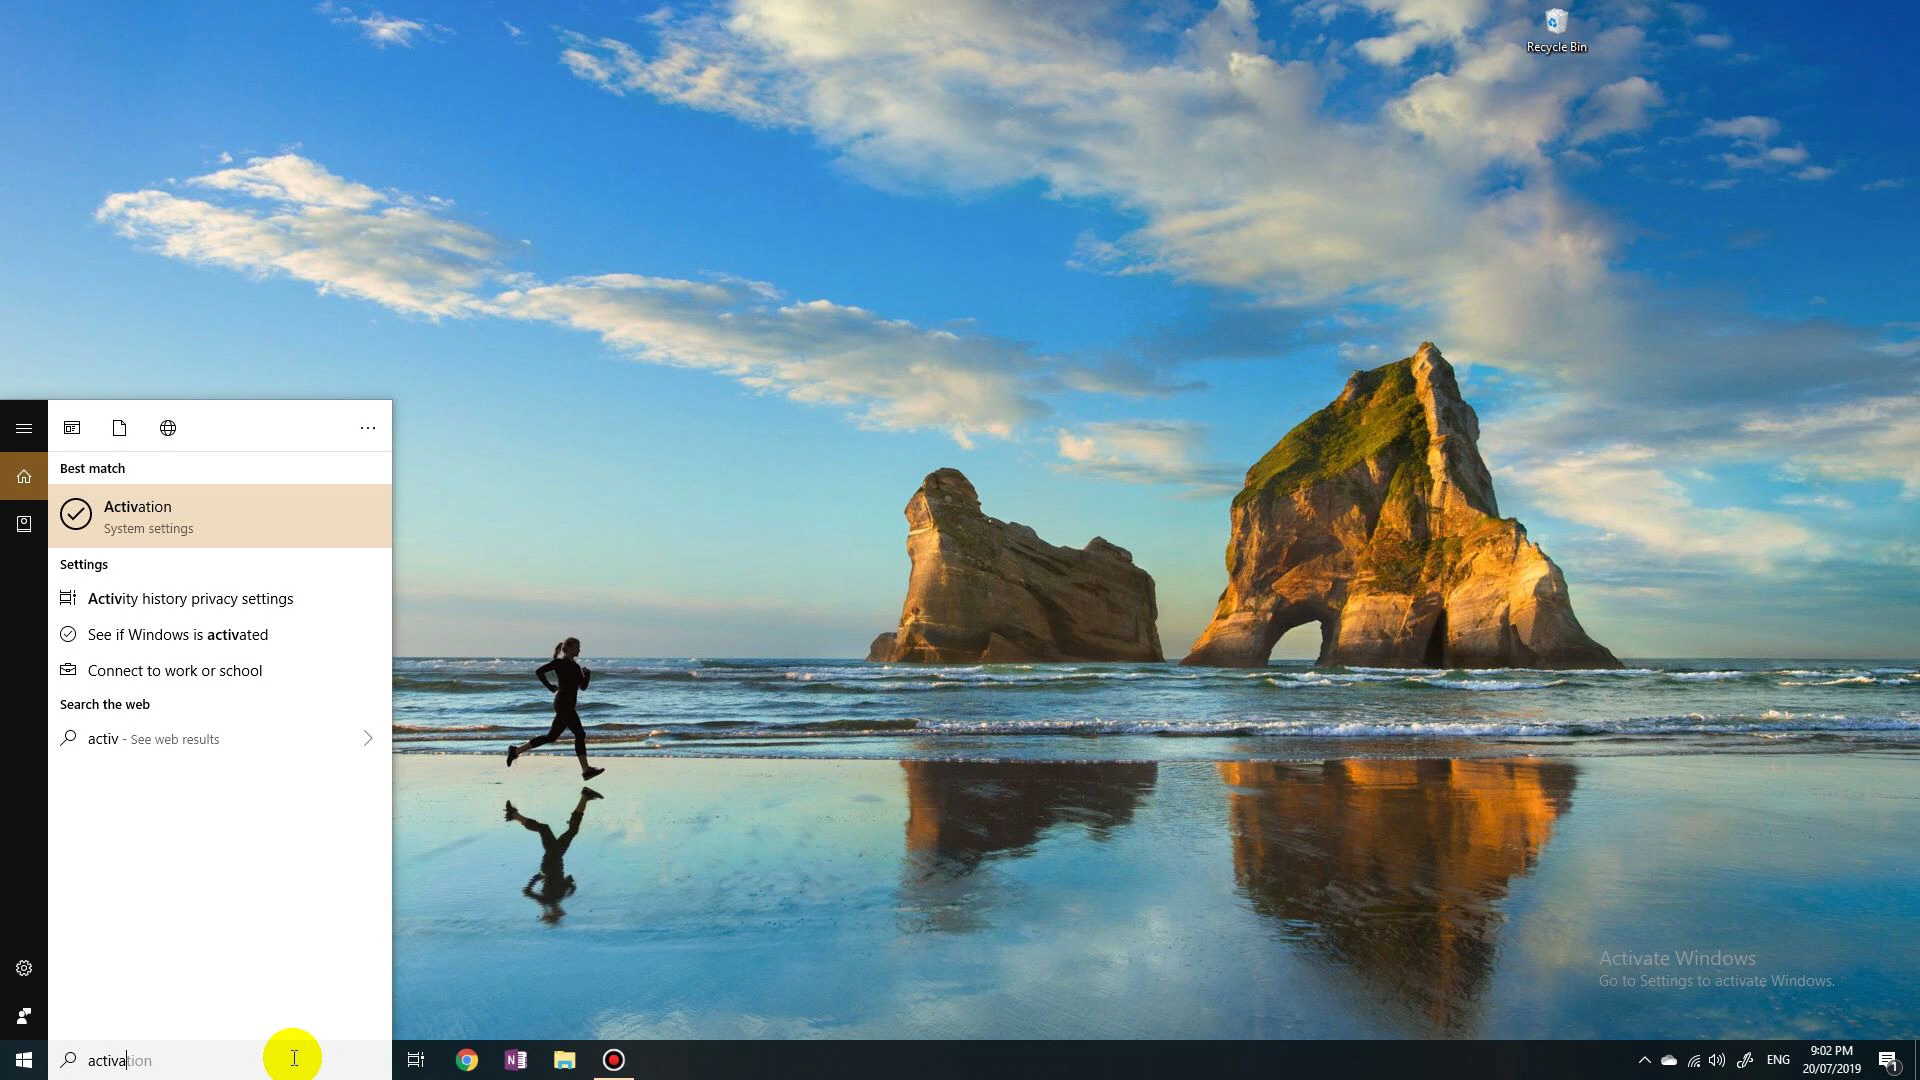 Recycle Bin
Best match
Activation
System settings
Settings
Activity history privacy settings
See if Windows is activated
Connect to work or school
Search the web
activ - See web results
Activate Windows
Go to Settings to activate Windows.
activation
N
ENG
9:02 PM
20/07/2019
1